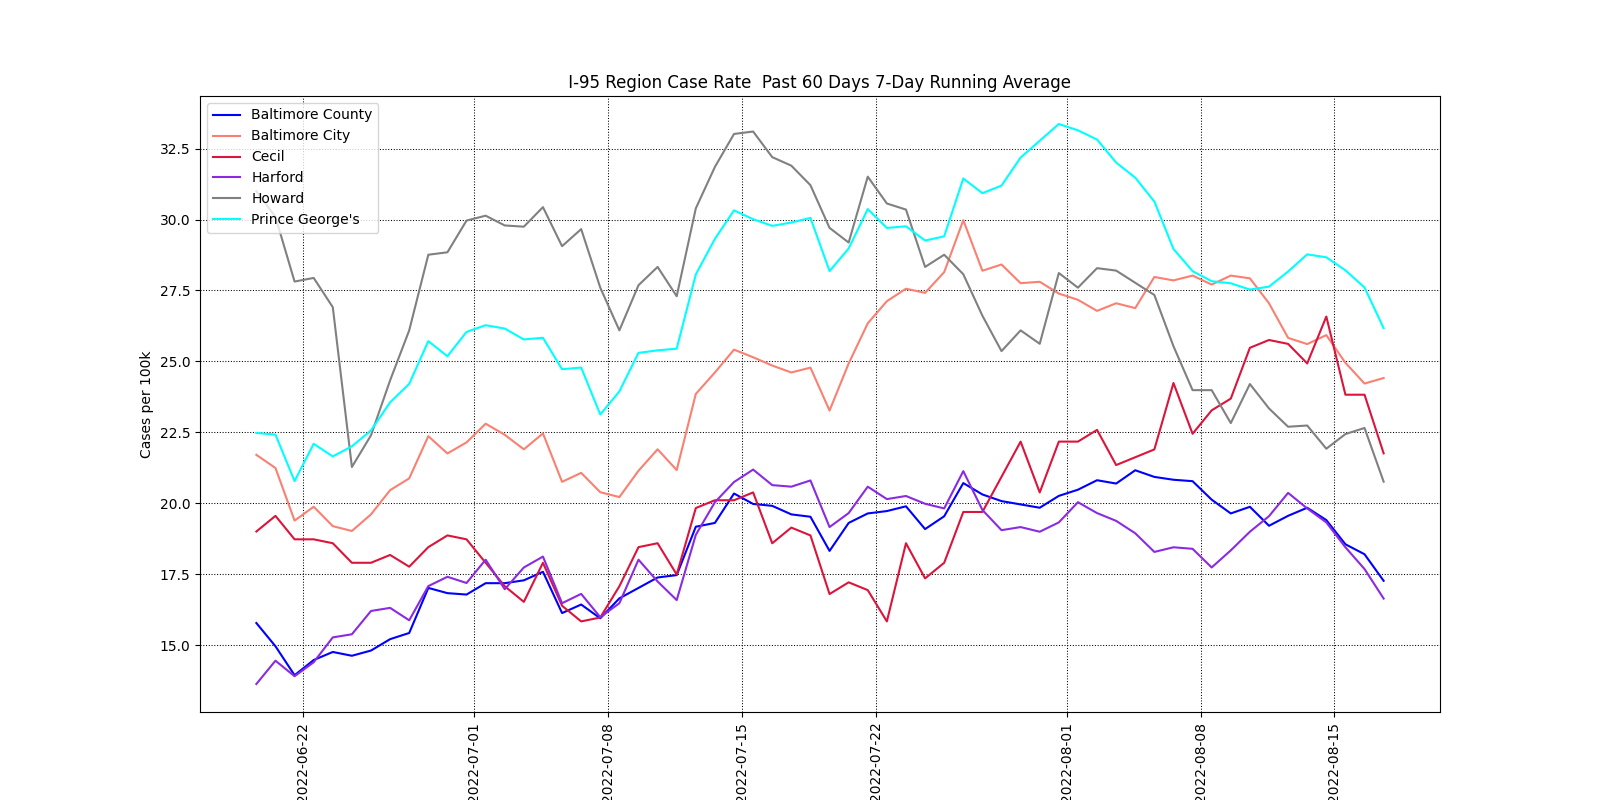 I-95 Region Case Rate  Past 60 Days 7-Day Running Average
Baltimore County
Baltimore City
Cecil
Harford
Howard
Prince George's
Cases per 100k
32.5
30.0
27.5
25.0
22.5
20.0
17.5
15.0
2022-06-22
2022-07-01
2022-07-08
2022-07-15
2022-07-22
2022-08-01
2022-08-08
2022-08-15